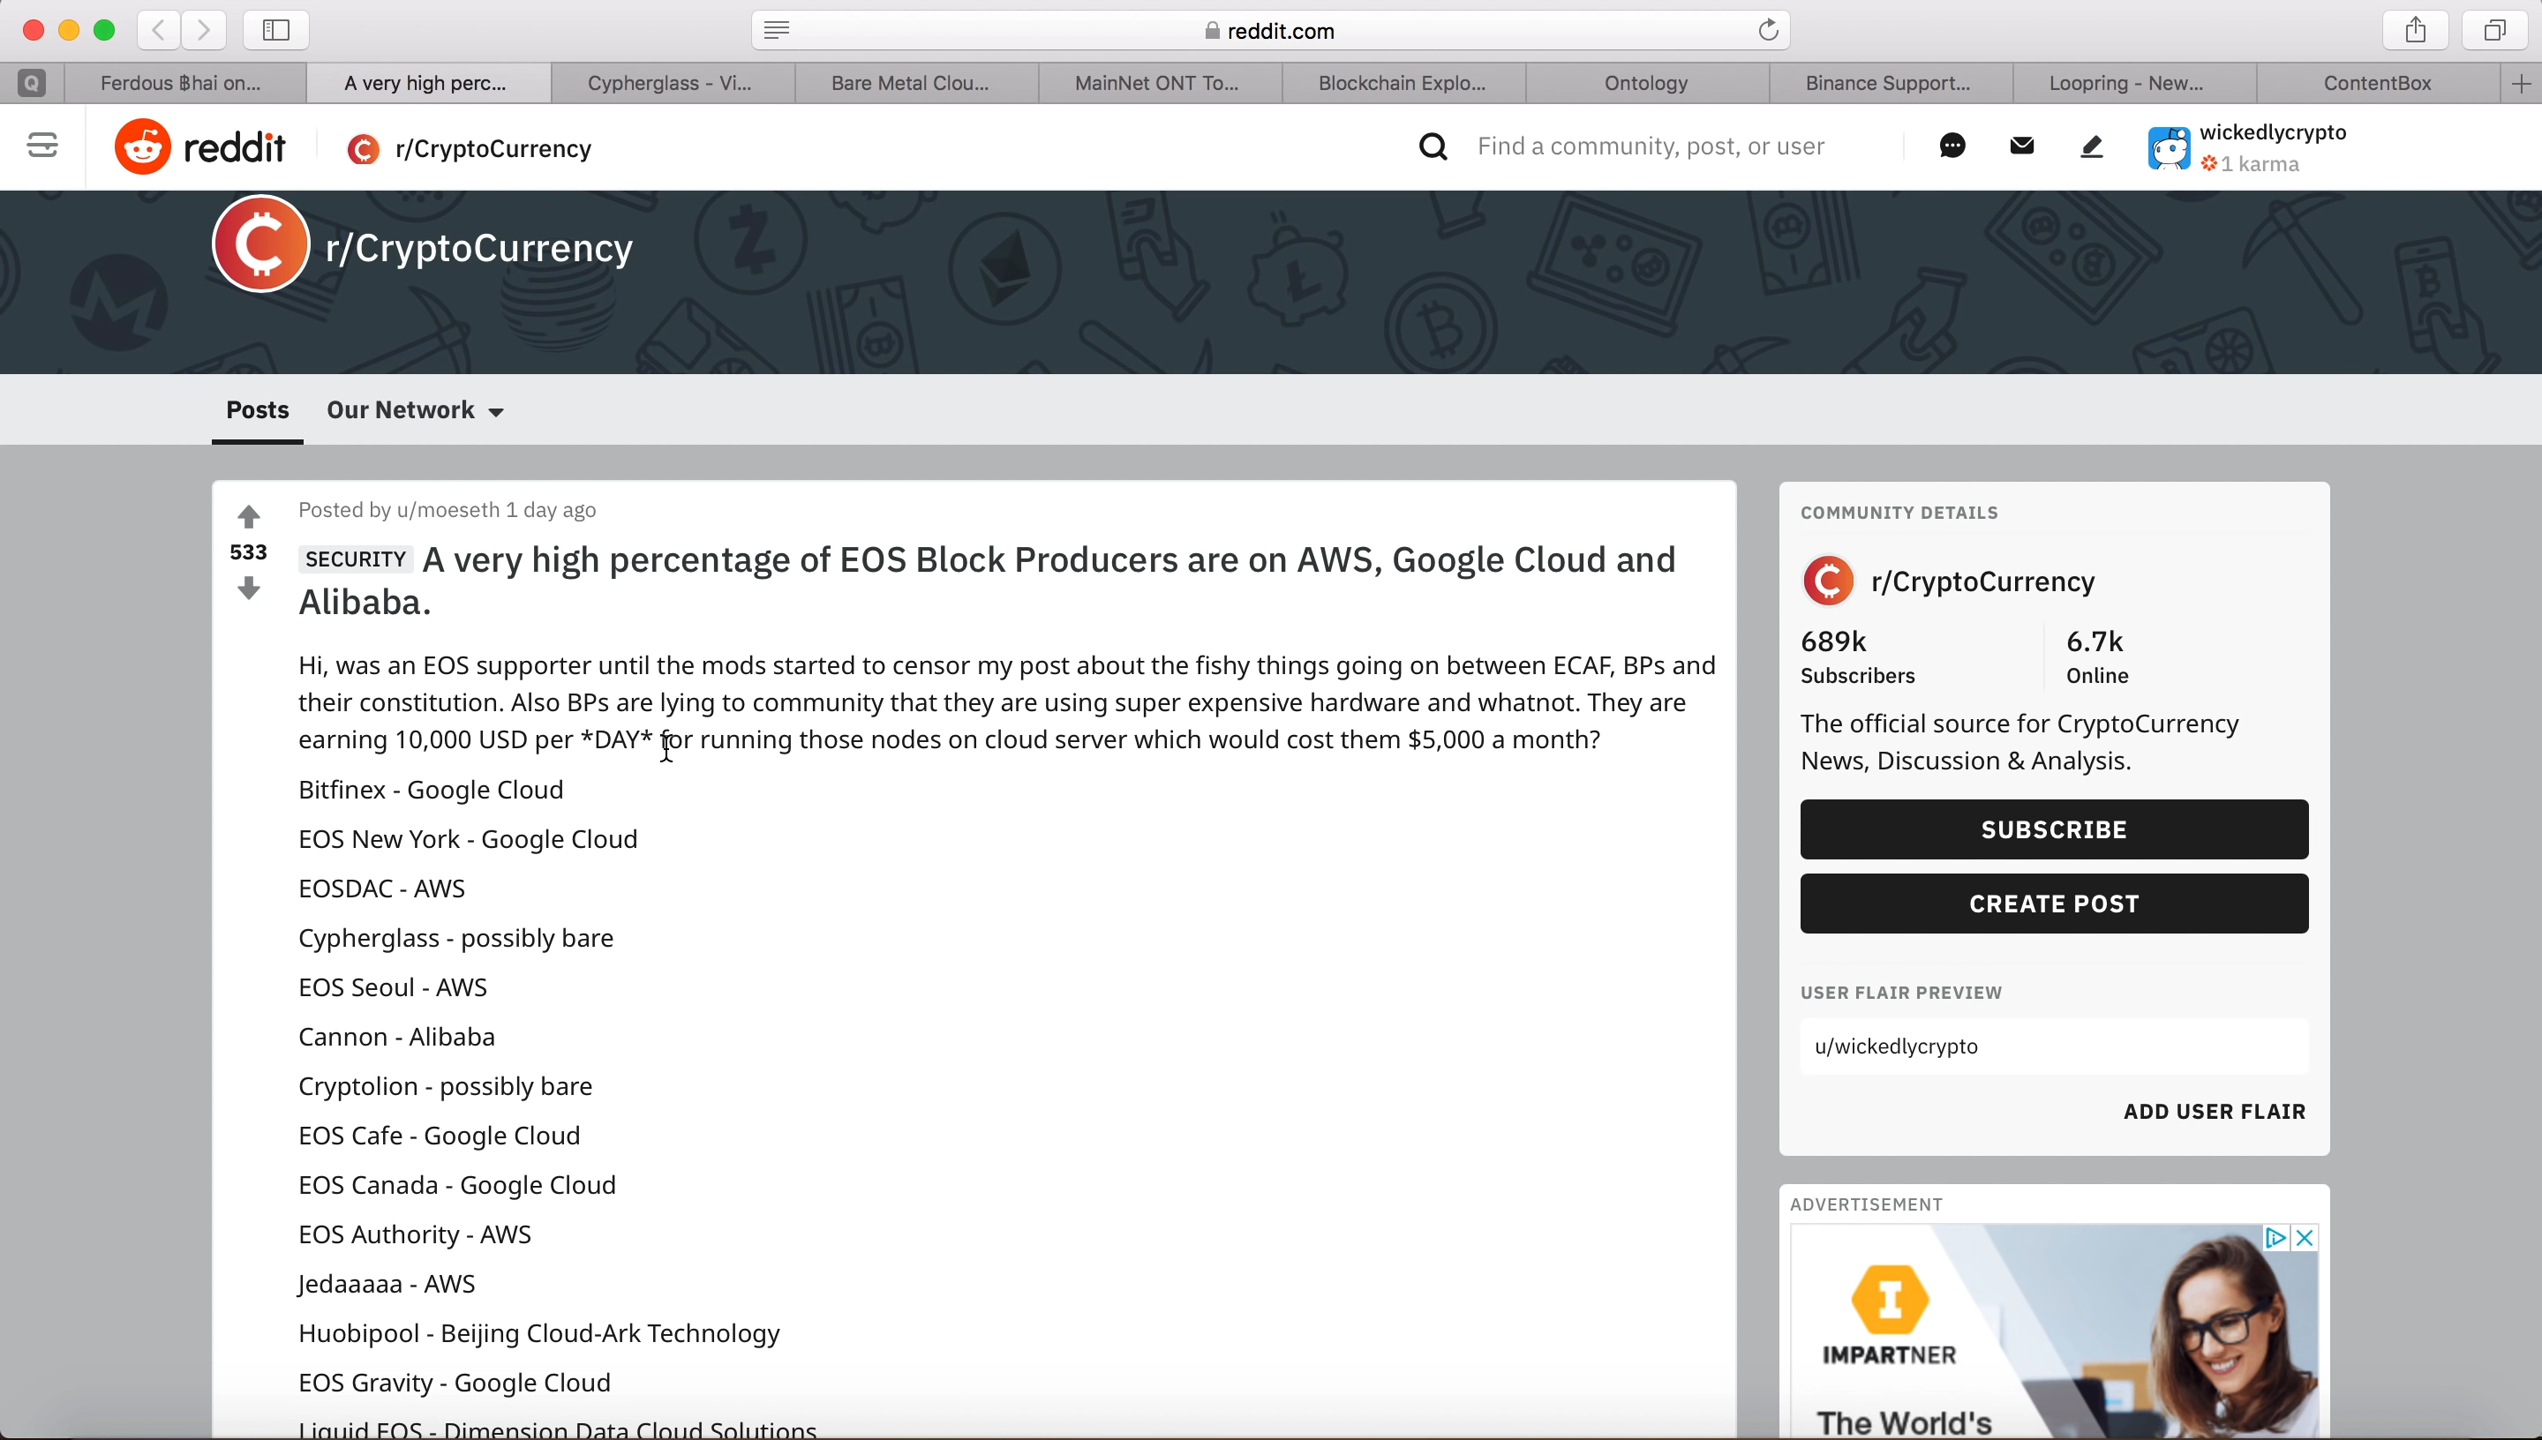 reddit.com
Q
Ferdous ฿hai on...
A very high perc...
Cypherglass - Vi...
Bare Metal Clou...
MainNet ONT To...
Blockchain Explo...
Ontology
Binance Support...
Loopring - New...
ContentBox
reddit
r/CryptoCurrency
Find a community, post, or user
wickedlycrypto
1 karma
r/CryptoCurrency
Posts
Our Network
Posted by u/moeseth 1 day ago
533
SECURITY A very high percentage of EOS Block Producers are on AWS, Google Cloud and
Alibaba.
Hi, was an EOS supporter until the mods started to censor my post about the fishy things going on between ECAF, BPs and
their constitution. Also BPs are lying to community that they are using super expensive hardware and whatnot. They are
earning 10,000 USD per *DAY* for running those nodes on cloud server which would cost them $5,000 a month?
Bitfinex - Google Cloud
EOS New York - Google Cloud
EOSDAC - AWS
Cypherglass - possibly bare
EOS Seoul - AWS
Cannon - Alibaba
Cryptolion - possibly bare
EOS Cafe - Google Cloud
EOS Canada - Google Cloud
EOS Authority - AWS
Jedaaaaa - AWS
Huobipool - Beijing Cloud-Ark Technology
EOS Gravity - Google Cloud
Liquid EOS - Dimension Data Cloud Solutions
COMMUNITY DETAILS
r/CryptoCurrency
689k
6.7k
Subscribers
Online
The official source for CryptoCurrency
News, Discussion & Analysis.
SUBSCRIBE
CREATE POST
USER FLAIR PREVIEW
u/wickedlycrypto
ADD USER FLAIR
ADVERTISEMENT
IMPARTNER
The World's